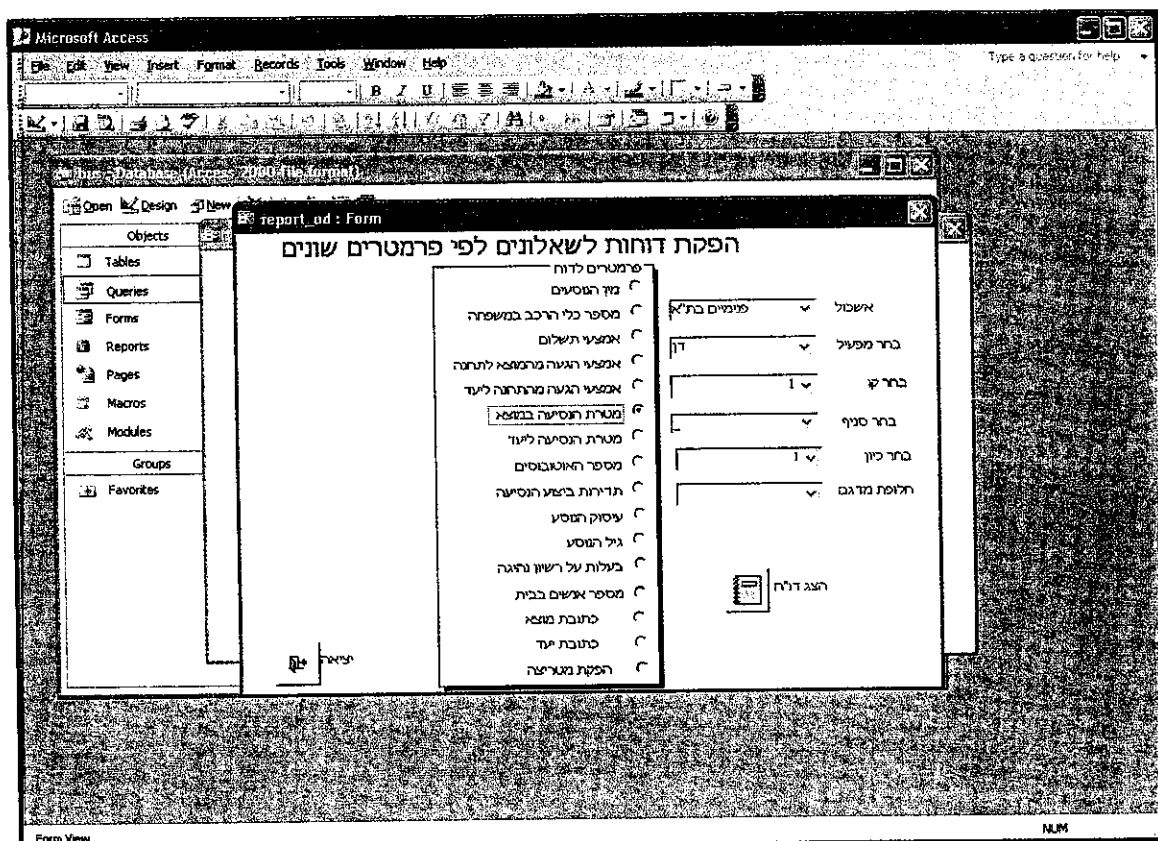 Microsoft Access
File Edit View Insert Format Records Tools Window Help
Type a question for help
B I U
bus : Database (Access 2000 file format)
Open Design New
report_od : Form
Objects
Tables
Queries
Forms
Reports
Pages
Macros
Modules
Groups
Favorites
הפקת דוחות לשאלונים לפי פרמטרים שונים
פרמטרים לדוח
מין הנוסעים
מספר כלי הרכב במשפחה
אמצעי תשלום
אמצעי הגעה מהמוצא לתחנה
אמצעי הגעה מהתחנה ליעד
מטרת הנסיעה במוצא
מטרת הנסיעה ליעד
מספר האוטובוסים
תדירות ביצוע הנסיעה
עיסוק הנוסע
גיל הנוסע
בעלות על רשיון נהיגה
מספר אנשים בבית
כתובת מוצא
כתובת יעד
הפקת מטריצה
אשכול פנימיים בת"א
בחר מפעיל דן
בחר קו 1
בחר סניף
בחר כיון 1
חלופת מדגם
הצג דו"ח
יציאה
Form View
NUM